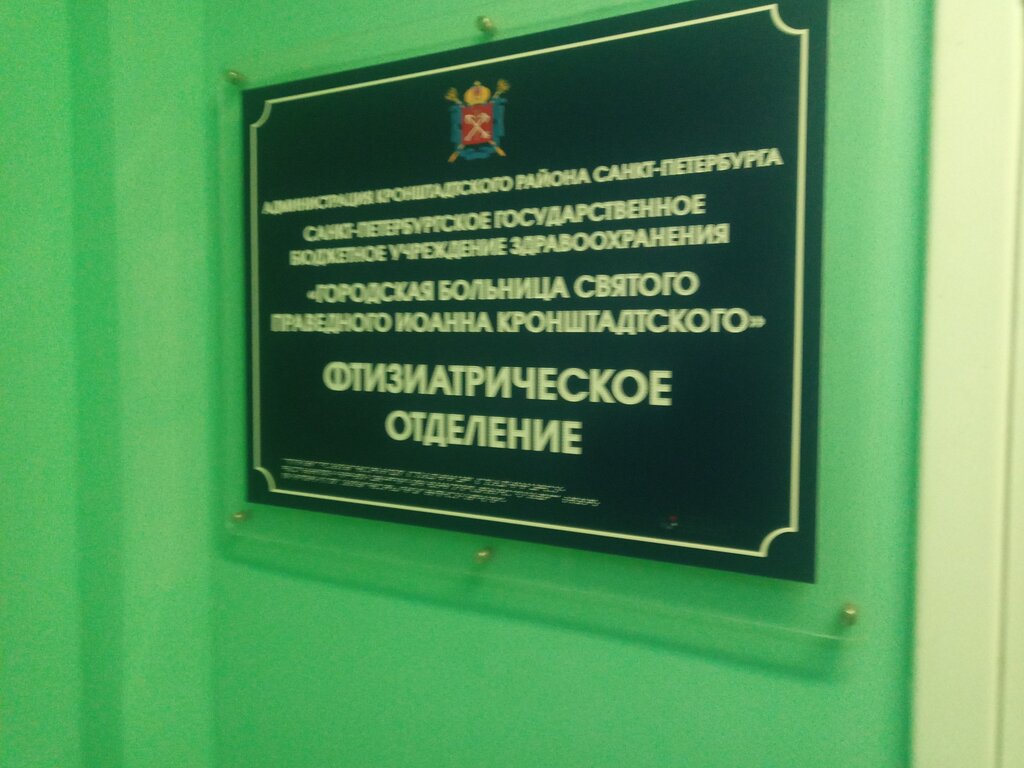 АДМИНИСТРАЦИЯ КРОНШТАДТСКОГО РАЙОНА САНКТ-ПЕТЕРБУРГА
САНКТ-ПЕТЕРБУРГСКОЕ ГОСУДАРСТВЕННОЕ
БЮДЖЕТНОЕ УЧРЕЖДЕНИЕ ЗДРАВООХРАНЕНИЯ
«ГОРОДСКАЯ БОЛЬНИЦА СВЯТОГО
ПРАВЕДНОГО ИОАННА КРОНШТАДТСКОГО»
ФТИЗИАТРИЧЕСКОЕ
ОТДЕЛЕНИЕ